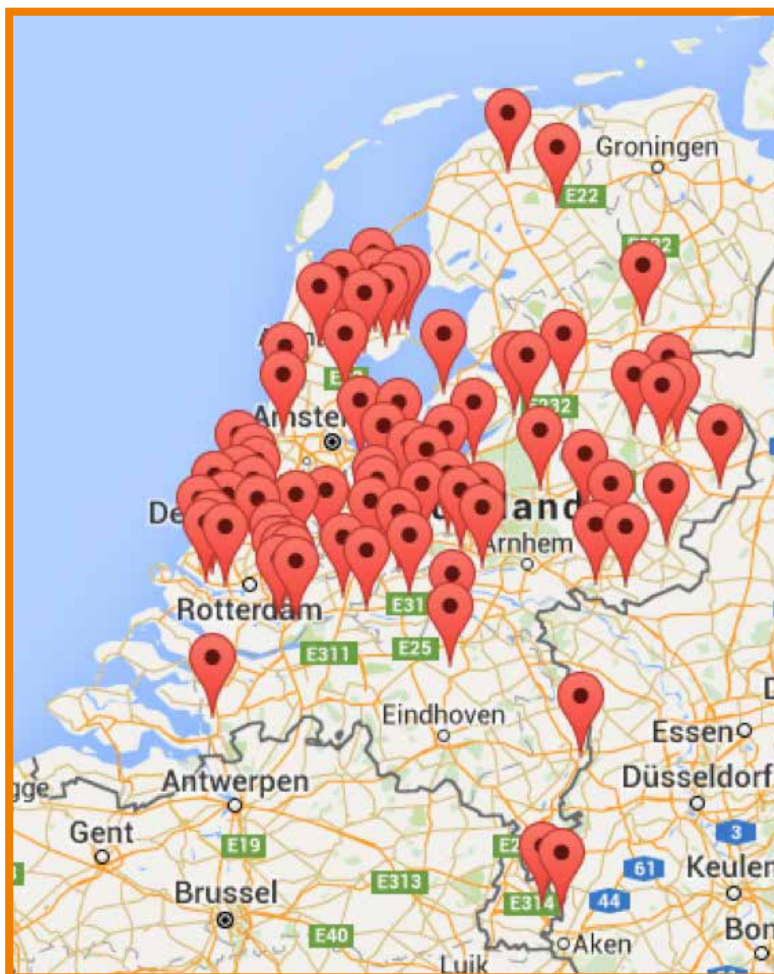 Groningen
E22
E232
Amster
E232
De
land
Arnhem
Rotterdam
E31
E311
E25
Eindhoven
Essen
Antwerpen
Düsseldorf
gge
Gent
E19
3
E313
61
Keulen
E314
44
Brussel
E40
Aken
Bon
Luik